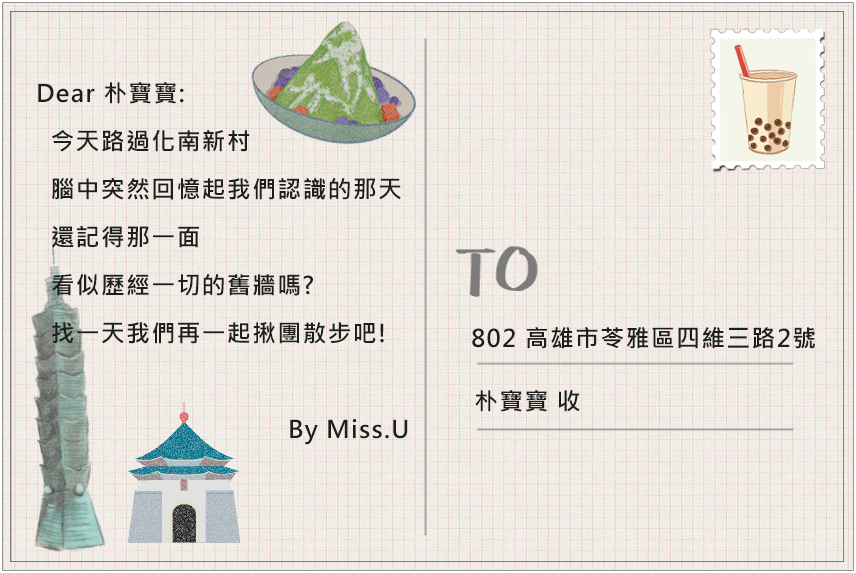 Dear 朴寶寶:
今天路過化南新村
腦中突然回憶起我們認識的那天
還記得那一面
看似歷經一切的舊牆嗎?
找一天我們再一起揪團散步吧!
By Miss.U
TO
802 高雄市苓雅區四維三路2號
朴寶寶 收